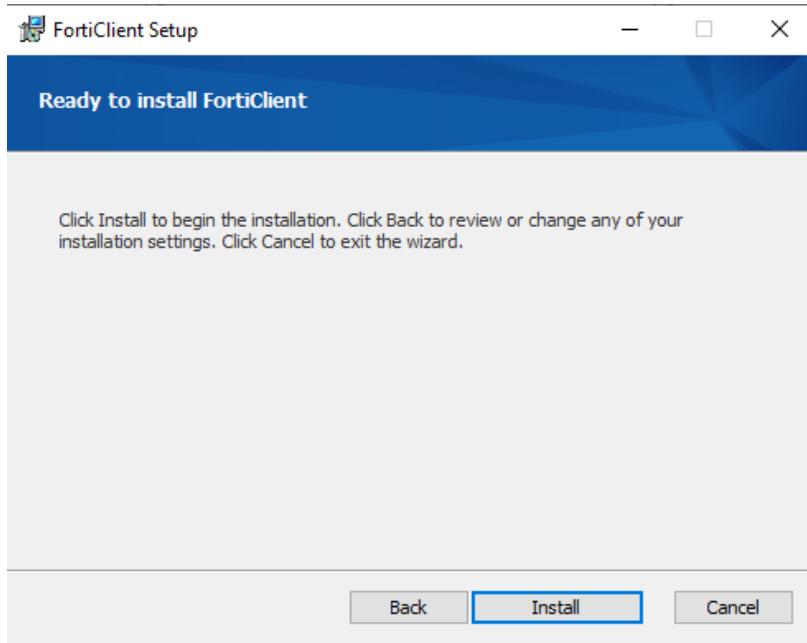 FortiClient Setup
Ready to install FortiClient
Click Install to begin the installation. Click Back to review or change any of your
installation settings. Click Cancel to exit the wizard.
Back Install Cancel